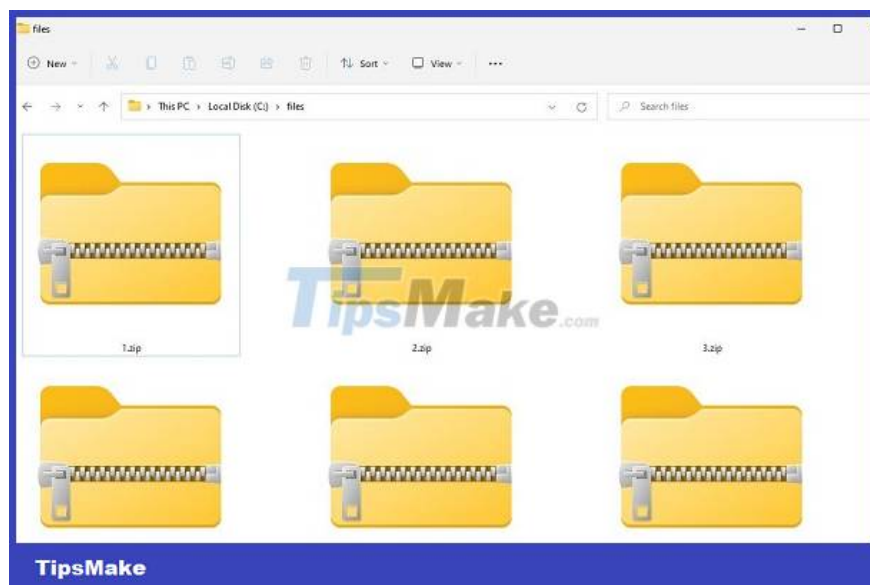 files
New
Sort
View
This PC > Local Disk (C:) > files
Search files
TipsMake.com
1.zip
2.zip
3.zip
TipsMake